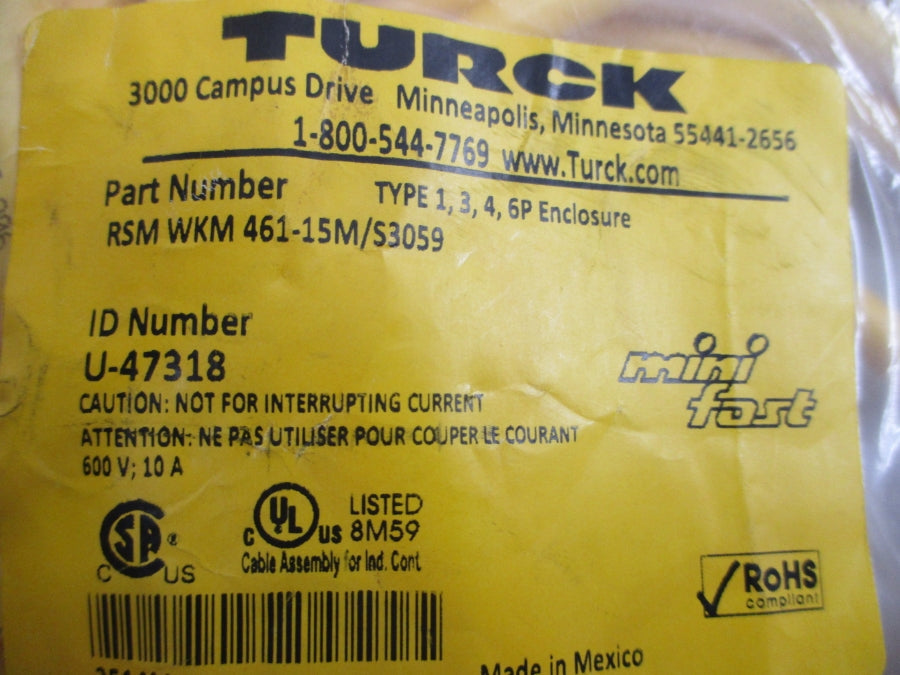 TURCK
3000 Campus Drive Minneapolis, Minnesota 55441-2656
1-800-544-7769 www.Turck.com
Part Number TYPE 1, 3, 4, 6P Enclosure
RSM WKM 461-15M/S3059
ID Number
U-47318
mini
fast
CAUTION: NOT FOR INTERRUPTING CURRENT
ATTENTION: NE PAS UTILISER POUR COUPER LE COURANT
600 V; 10 A
CSA ® C US
C UL US LISTED
8M59
Cable Assembly for Ind. Cont.
RoHS
compliant
Made in Mexico